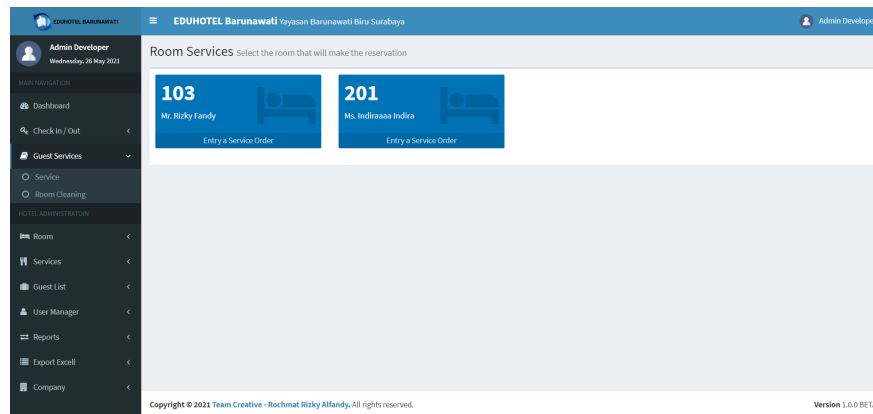 EDUHOTEL BARUNAWATI
EDUHOTEL Barunawati Yayasan Barunawati Biru Surabaya
Admin Develope
Admin Developer
Wednesday. 26 May 2021
MAIN NAVIGATION
Dashboard
Check In / Out
Guest Services
Service
Room Cleaning
HOTEL ADMINISTRATOIN
Room
Services
Guest List
User Manager
Reports
Export Excell
Company
Room Services Select the room that will make the reservation
103
Mr. Rizky Fandy
Entry a Service Order
201
Ms. Indiraaaa Indira
Entry a Service Order
Copyright © 2021 Team Creative - Rochmat Rizky Alfandy. All rights reserved.
Version 1.0.0 BETA